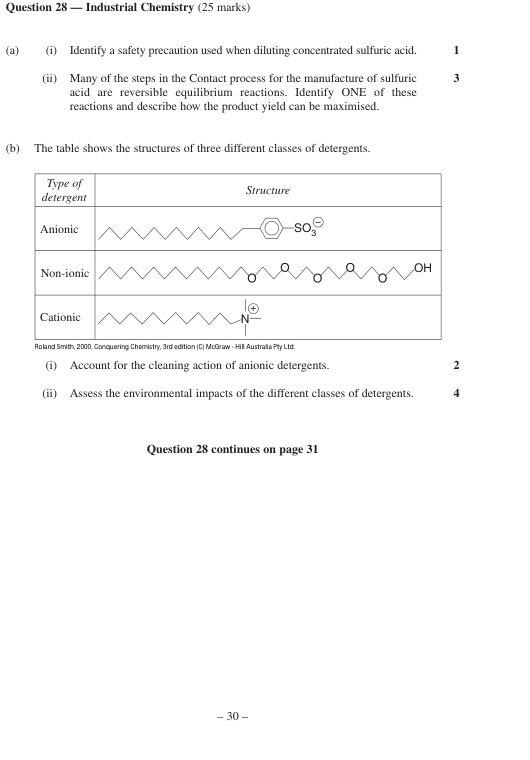 Question 28 — Industrial Chemistry (25 marks)
(a) (i) Identify a safety precaution used when diluting concentrated sulfuric acid. 1
(ii) Many of the steps in the Contact process for the manufacture of sulfuric 3
acid are reversible equilibrium reactions. Identify ONE of these
reactions and describe how the product yield can be maximised.
(b) The table shows the structures of three different classes of detergents.
Type of
detergent
Structure
Anionic
SO3 −
Non-ionic
O O O O O OH
Cationic
N +
Roland Smith, 2000, Conquering Chemistry, 3rd edition (C) McGraw - Hill Australia Pty Ltd.
(i) Account for the cleaning action of anionic detergents. 2
(ii) Assess the environmental impacts of the different classes of detergents. 4
Question 28 continues on page 31
– 30 –